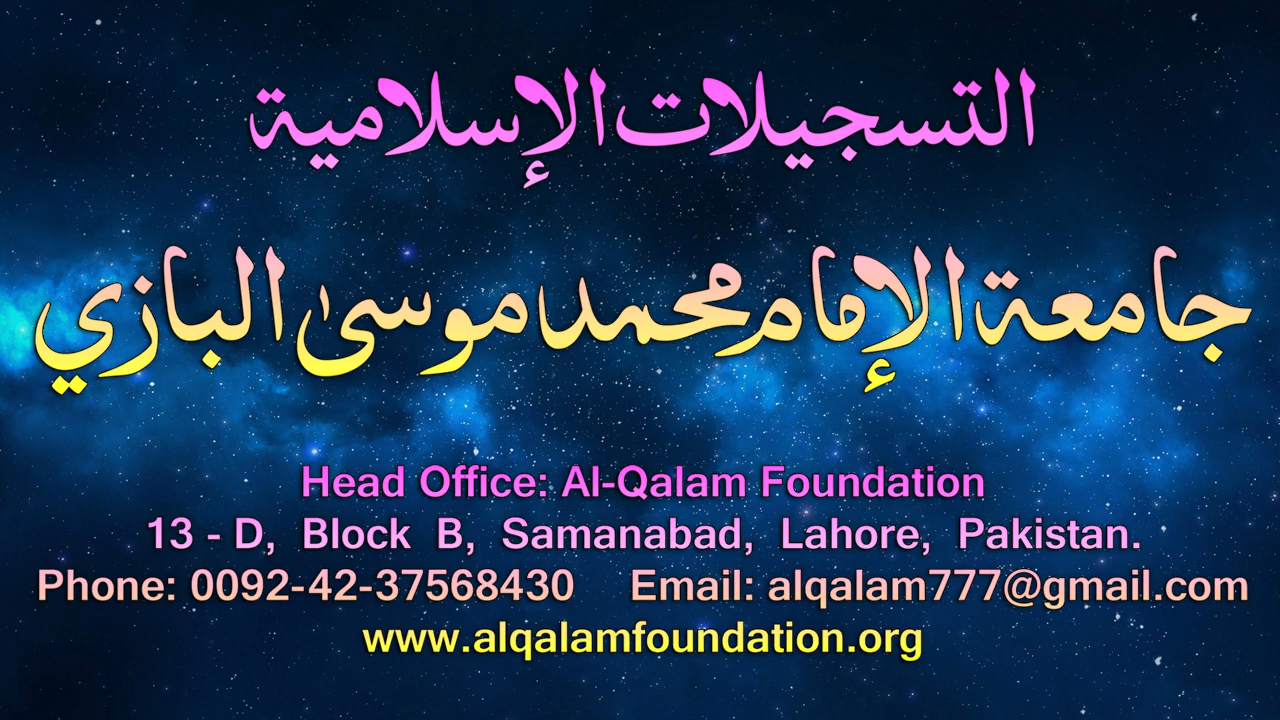 التسجيلات الإسلامية
جامعة الإمام محمد موسىٰ البازي
Head Office: Al-Qalam Foundation
13 - D, Block B, Samanabad, Lahore, Pakistan.
Phone: 0092-42-37568430 Email: alqalam777@gmail.com
www.alqalamfoundation.org